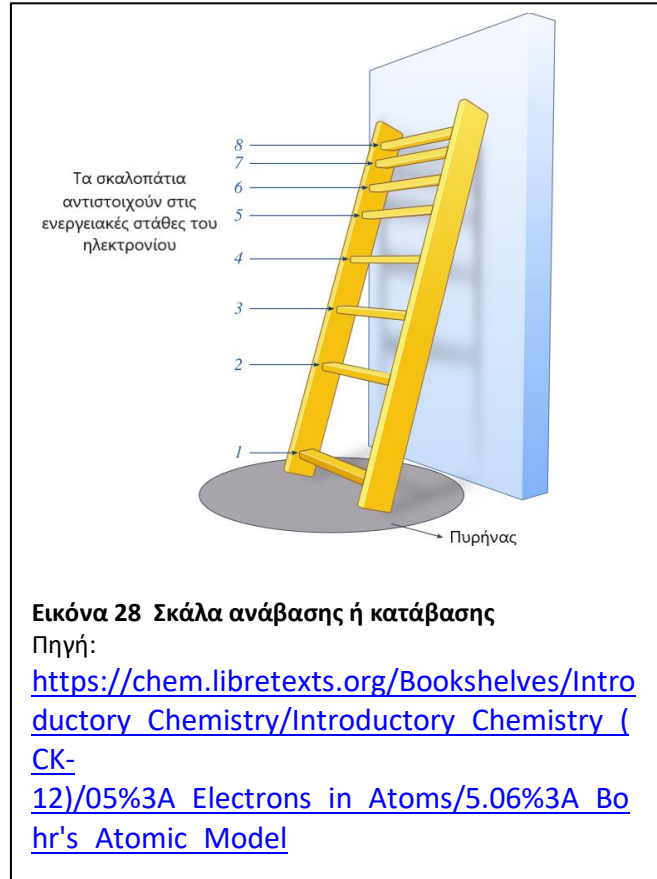 8
7
6
5
4
3
2
1
Τα σκαλοπάτια
αντιστοιχούν στις
ενεργειακές στάθες του
ηλεκτρονίου
Πυρήνας
Εικόνα 28 Σκάλα ανάβασης ή κατάβασης
Πηγή:
https://chem.libretexts.org/Bookshelves/Intro
ductory_Chemistry/Introductory_Chemistry_(
CK-
12)/05%3A_Electrons_in_Atoms/5.06%3A_Bo
hr's_Atomic_Model